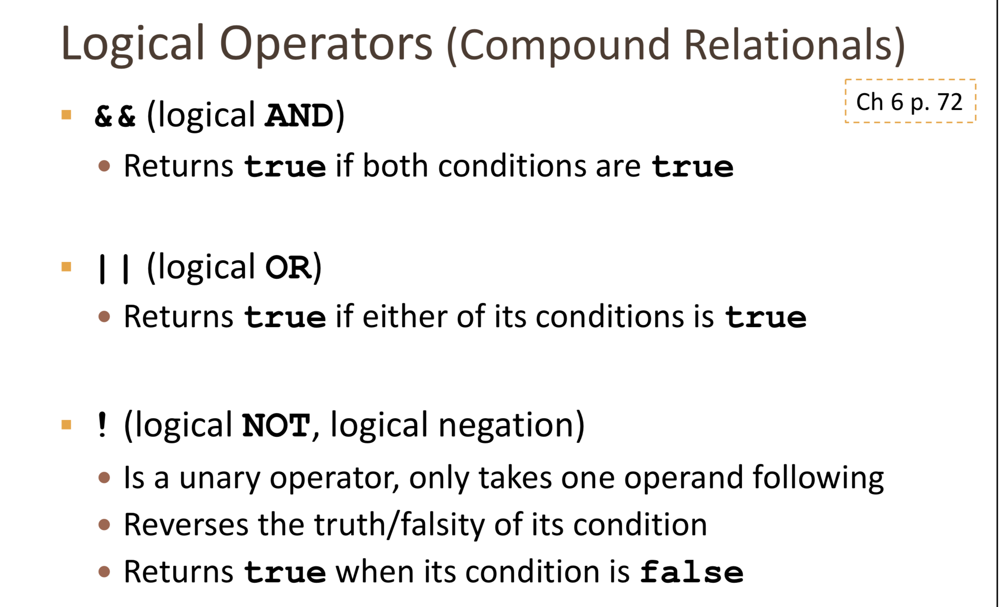 Logical Operators (Compound Relationals)
Ch 6 p. 72
&& (logical AND)
Returns true if both conditions are true
|| (logical OR)
Returns true if either of its conditions is true
! (logical NOT, logical negation)
Is a unary operator, only takes one operand following
Reverses the truth/falsity of its condition
Returns true when its condition is false